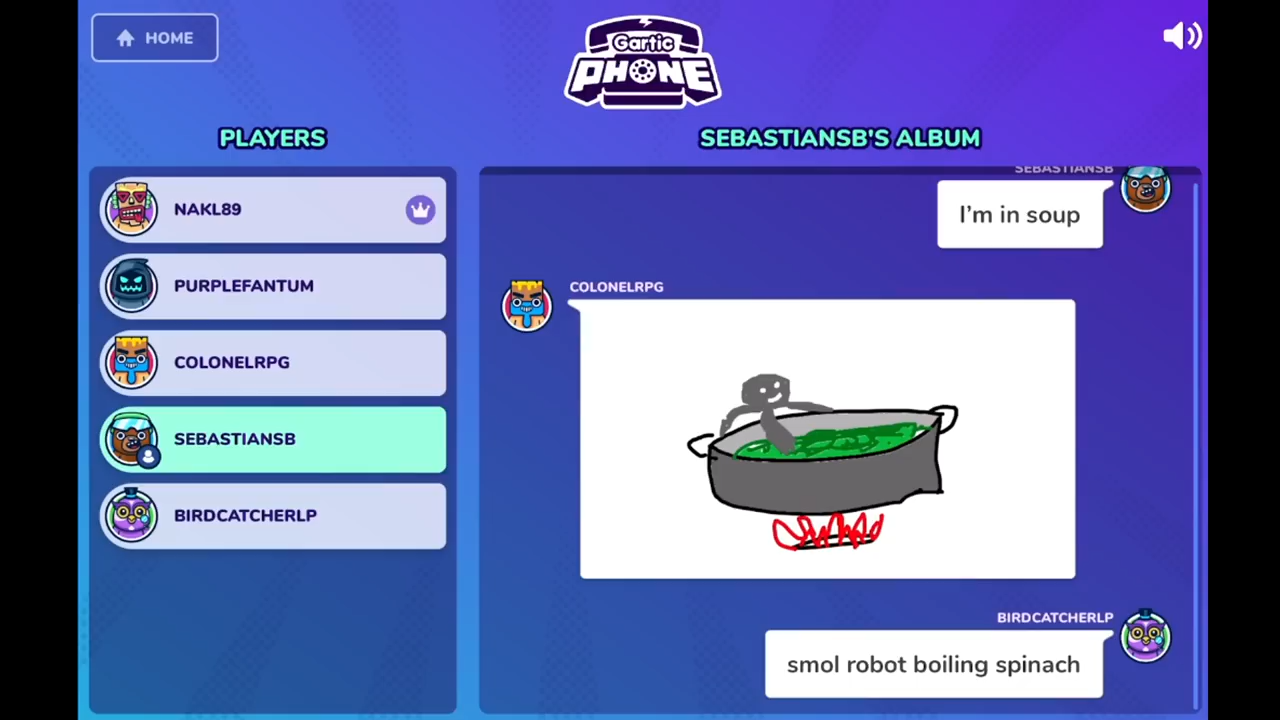 HOME
Gartic
PHONE
PLAYERS
SEBASTIANSB'S ALBUM
NAKL89
PURPLEFANTUM
COLONELRPG
SEBASTIANSB
BIRDCATCHERLP
SEBASTIANSB
I'm in soup
COLONELRPG
BIRDCATCHERLP
smol robot boiling spinach